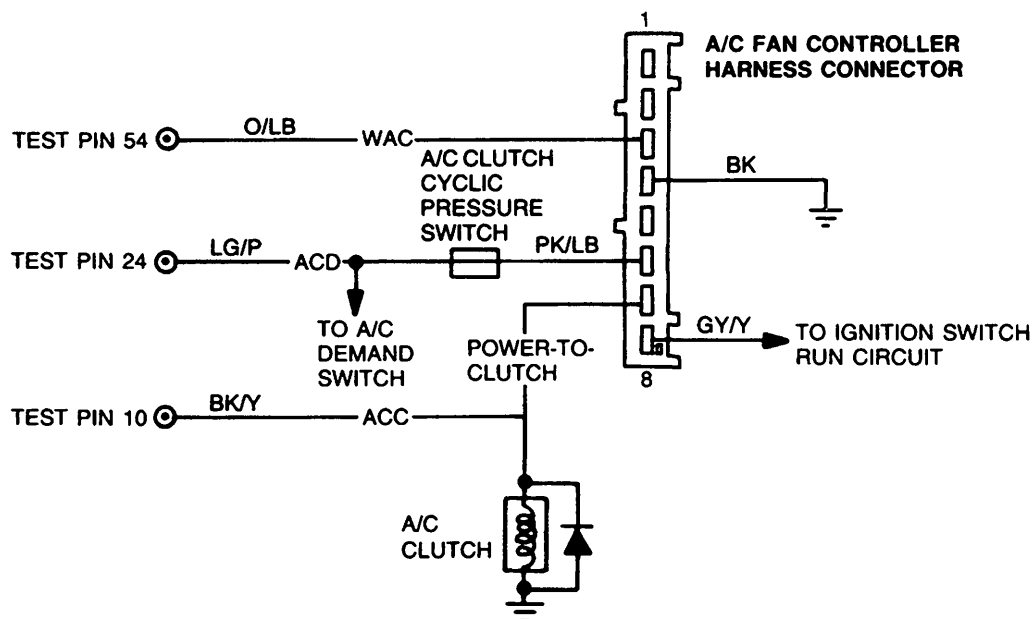 1
A/C FAN CONTROLLER
HARNESS CONNECTOR
TEST PIN 54
O/LB
WAC
A/C CLUTCH
CYCLIC
PRESSURE
SWITCH
BK
TEST PIN 24
LG/P
ACD
PK/LB
TO A/C
DEMAND
SWITCH
POWER-TO-
CLUTCH
GY/Y
TO IGNITION SWITCH
RUN CIRCUIT
8
TEST PIN 10
BK/Y
ACC
A/C
CLUTCH